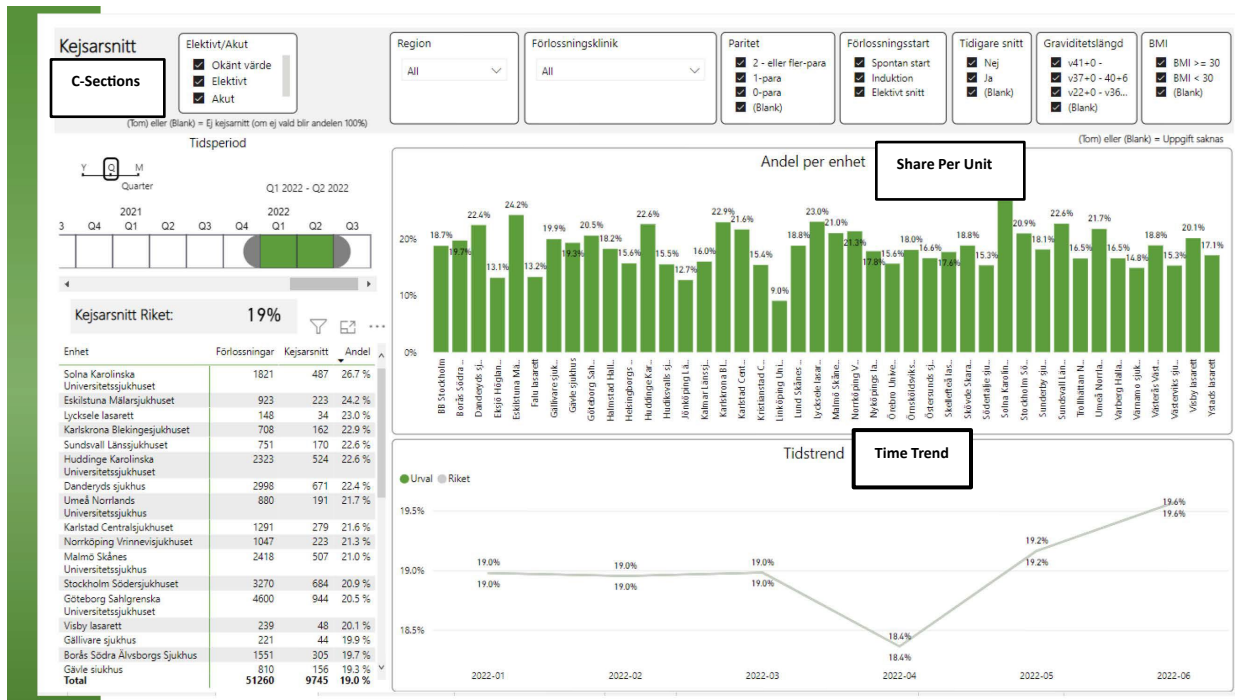 Kejsarsnitt
C-Sections
Elektivt/Akut
Okänt värde
Elektivt
Akut
(Tom) eller (Blank) = Ej kejsarnitt (om ej vald blir andelen 100%)
Region
All
Förlossningsklinik
All
Paritet
2 - eller fler-para
1-para
0-para
(Blank)
Förlossningsstart
Spontan start
Induktion
Elektivt snitt
Tidigare snitt
Nej
Ja
(Blank)
Graviditetslängd
v41+0 -
v37+0 - 40+6
v22+0 - v36...
(Blank)
BMI
BMI >= 30
BMI < 30
(Blank)
(Tom) eller (Blank) = Uppgift saknas
Tidsperiod
Y Q M
Quarter
Q1 2022 - Q2 2022
2021 2022
3 Q4 Q1 Q2 Q3 Q4 Q1 Q2 Q3
Kejsarsnitt Riket: 19%
Enhet Förlossningar Kejsarsnitt Andel
Solna Karolinska 1821 487 26.7 %
Universitetssjukhuset
Eskilstuna Mälarsjukhuset 923 223 24.2 %
Lycksele lasarett 148 34 23.0 %
Karlskrona Blekingesjukhuset 708 162 22.9 %
Sundsvall Länssjukhuset 751 170 22.6 %
Huddinge Karolinska 2323 524 22.6 %
Universitetssjukhuset
Danderyds sjukhus 2998 671 22.4 %
Umeå Norrlands 880 191 21.7 %
Universitetssjukhus
Karlstad Centralsjukhuset 1291 279 21.6 %
Norrköping Vrinnevisjukhuset 1047 223 21.3 %
Malmö Skånes 2418 507 21.0 %
Universitetssjukhus
Stockholm Södersjukhuset 3270 684 20.9 %
Göteborg Sahlgrenska 4600 944 20.5 %
Universitetssjukhuset
Visby lasarett 239 48 20.1 %
Gällivare sjukhus 221 44 19.9 %
Borås Södra Älvsborgs Sjukhus 1551 305 19.7 %
Gävle sjukhus 810 156 19.3 %
Total 51260 9745 19.0 %
Andel per enhet
Share Per Unit
20%
10%
0%
18.7% 19.7% 22.4% 13.1% 24.2% 13.2% 19.9% 19.3% 20.5% 18.2% 15.6% 22.6% 15.5% 12.7% 16.0% 22.9% 21.6% 15.4% 9.0% 18.8% 23.0% 21.0% 21.3% 17.8% 15.6% 18.0% 16.6% 17.6% 18.8% 15.3% 20.9% 18.1% 22.6% 16.5% 21.7% 16.5% 14.8% 18.8% 15.3% 20.1% 17.1%
BB Stockholm
Borås Södra ...
Danderyds sj...
Eksjö Höglan...
Eskilstuna Mä...
Falu lasarett
Gällivare sjuk...
Gävle sjukhus
Göteborg Sah...
Halmstad Hall...
Helsingborgs ...
Huddinge Kar...
Hudiksvalls sj...
Jönköping Lä...
Kalmar Länssj...
Karlskrona Bl...
Karlstad Cent...
Kristianstad C...
Linköping Uni...
Lund Skånes ...
Lycksele lasar...
Malmö Skåne...
Norrköping V...
Nyköpings la...
Örebro Unive...
Örnsköldsviks...
Östersunds sj...
Skellefteå las...
Skövde Skara...
Södertälje sju...
Solna Karolin...
Stockholm Sö...
Sunderby sju...
Sundsvall Län...
Trollhättan N...
Umeå Norrla...
Varberg Halla...
Värnamo sjuk...
Västerås Väst...
Västerviks sju...
Visby lasarett
Ystads lasarett
Tidstrend
Time Trend
Urval Riket
19.5%
19.0%
18.5%
19.0% 19.0% 19.0% 18.4% 19.2% 19.6%
19.0% 19.0% 19.0% 18.4% 19.2% 19.6%
2022-01 2022-02 2022-03 2022-04 2022-05 2022-06